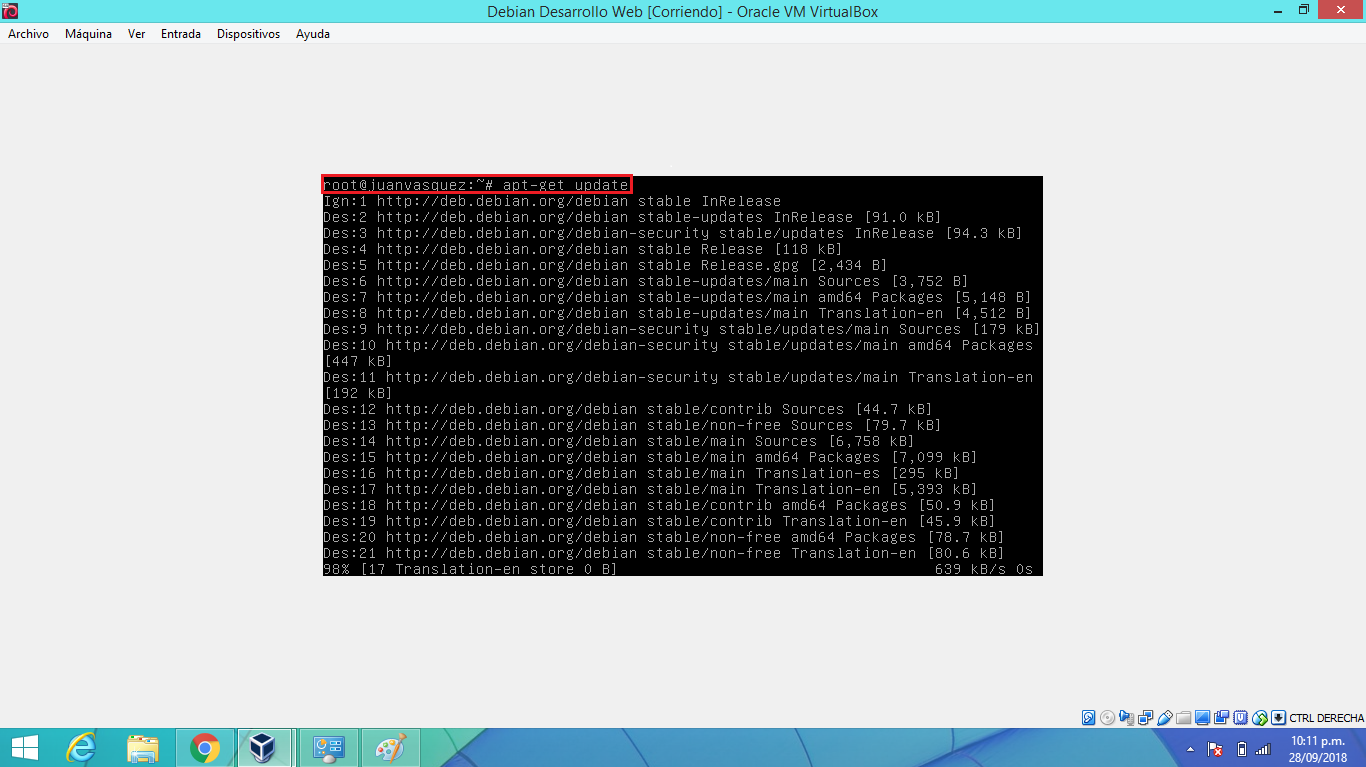 Debian Desarrollo Web [Corriendo] - Oracle VM VirtualBox
Archivo Máquina Ver Entrada Dispositivos Ayuda
root@juanvasquez:~# apt-get update
Ign:1 http://deb.debian.org/debian stable InRelease
Des:2 http://deb.debian.org/debian stable-updates InRelease [91.0 kB]
Des:3 http://deb.debian.org/debian-security stable/updates InRelease [94.3 kB]
Des:4 http://deb.debian.org/debian stable Release [118 kB]
Des:5 http://deb.debian.org/debian stable Release.gpg [2,434 B]
Des:6 http://deb.debian.org/debian stable-updates/main Sources [3,752 B]
Des:7 http://deb.debian.org/debian stable-updates/main amd64 Packages [5,148 B]
Des:8 http://deb.debian.org/debian stable-updates/main Translation-en [4,512 B]
Des:9 http://deb.debian.org/debian-security stable/updates/main Sources [179 kB]
Des:10 http://deb.debian.org/debian-security stable/updates/main amd64 Packages
[447 kB]
Des:11 http://deb.debian.org/debian-security stable/updates/main Translation-en
[192 kB]
Des:12 http://deb.debian.org/debian stable/contrib Sources [44.7 kB]
Des:13 http://deb.debian.org/debian stable/non-free Sources [79.7 kB]
Des:14 http://deb.debian.org/debian stable/main Sources [6,758 kB]
Des:15 http://deb.debian.org/debian stable/main amd64 Packages [7,099 kB]
Des:16 http://deb.debian.org/debian stable/main Translation-es [295 kB]
Des:17 http://deb.debian.org/debian stable/main Translation-en [5,393 kB]
Des:18 http://deb.debian.org/debian stable/contrib amd64 Packages [50.9 kB]
Des:19 http://deb.debian.org/debian stable/contrib Translation-en [45.9 kB]
Des:20 http://deb.debian.org/debian stable/non-free amd64 Packages [78.7 kB]
Des:21 http://deb.debian.org/debian stable/non-free Translation-en [80.6 kB]
98% [17 Translation-en store 0 B] 639 kB/s 0s
CTRL DERECHA
10:11 p.m.
28/09/2018